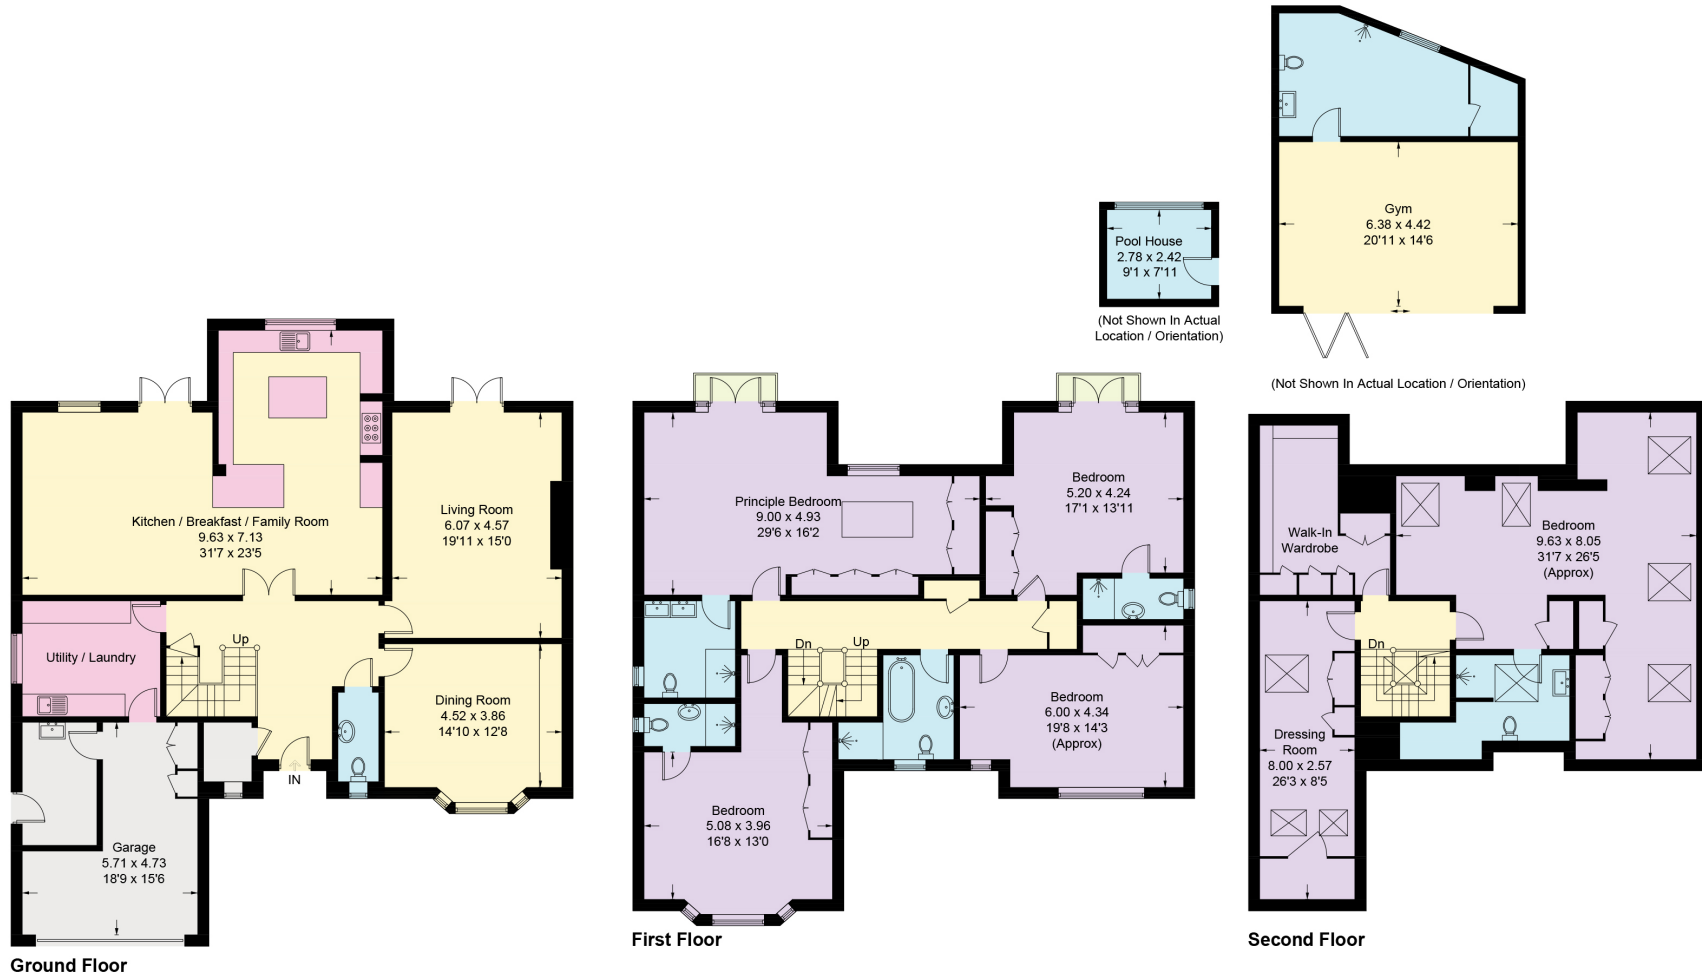 Gym
6.38 x 4.42
20'11 x 14'6
(Not Shown In Actual Location / Orientation)
Pool House
2.78 x 2.42
9'1 x 7'11
(Not Shown In Actual
Location / Orientation)
Kitchen / Breakfast / Family Room
9.63 x 7.13
31'7 x 23'5
Living Room
6.07 x 4.57
19'11 x 15'0
Utility / Laundry
Up
Dining Room
4.52 x 3.86
14'10 x 12'8
IN
Garage
5.71 x 4.73
18'9 x 15'6
Ground Floor
Principle Bedroom
9.00 x 4.93
29'6 x 16'2
Bedroom
5.20 x 4.24
17'1 x 13'11
Dn
Up
Bedroom
6.00 x 4.34
19'8 x 14'3
(Approx)
Bedroom
5.08 x 3.96
16'8 x 13'0
First Floor
Walk-In
Wardrobe
Bedroom
9.63 x 8.05
31'7 x 26'5
(Approx)
Dn
Dressing
Room
8.00 x 2.57
26'3 x 8'5
Second Floor